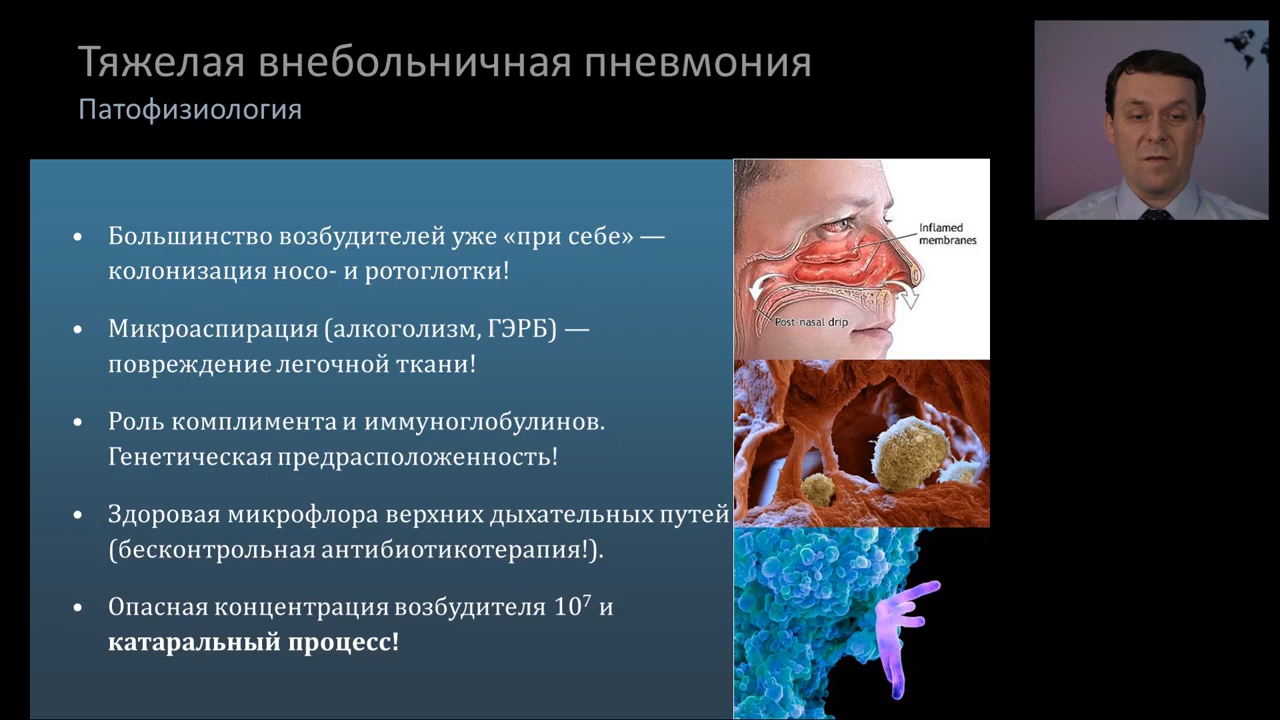 Тяжелая внебольничная пневмония
Патофизиология
• Большинство возбудителей уже «при себе» —
колонизация носо- и ротоглотки!
• Микроаспирация (алкоголизм, ГЭРБ) —
повреждение легочной ткани!
• Роль комплимента и иммуноглобулинов.
Генетическая предрасположенность!
• Здоровая микрофлора верхних дыхательных путей
(бесконтрольная антибиотикотерапия!).
• Опасная концентрация возбудителя 10⁷ и
катаральный процесс!
Inflamed
membranes
Post-nasal drip